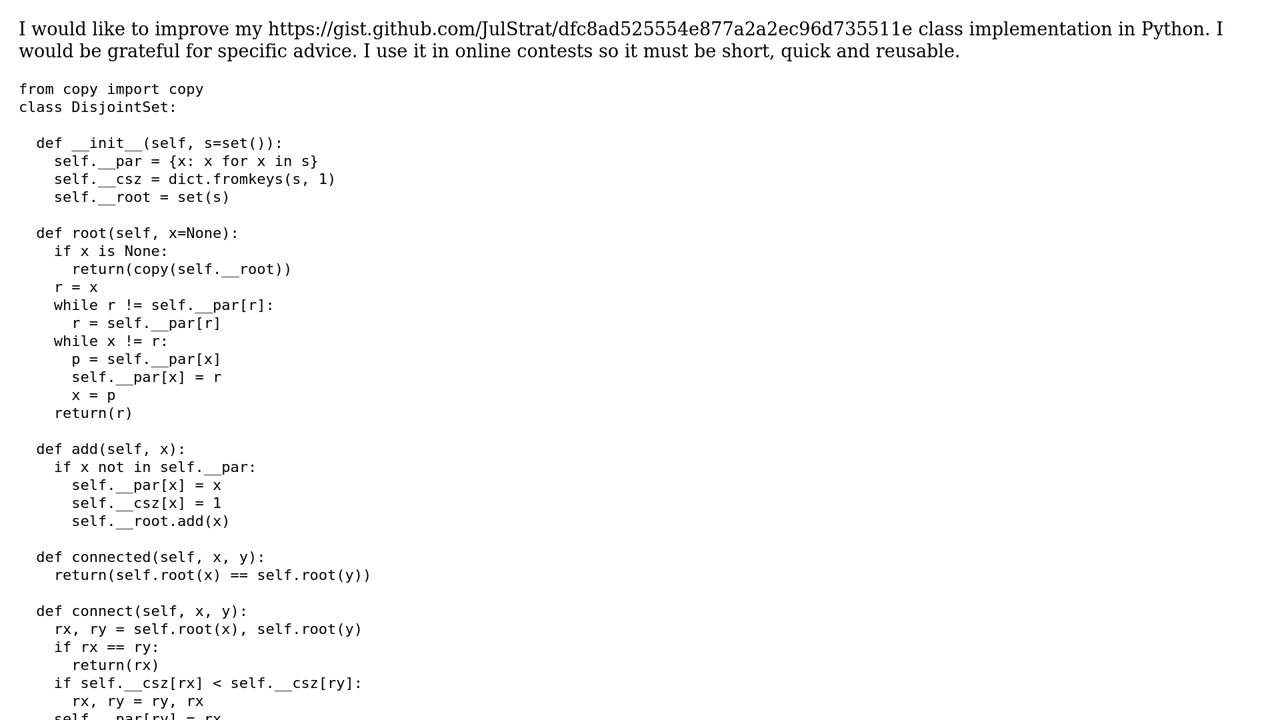 I would like to improve my https://gist.github.com/JulStrat/dfc8ad525554e877a2a2ec96d735511e class implementation in Python. I
would be grateful for specific advice. I use it in online contests so it must be short, quick and reusable.
from copy import copy
class DisjointSet:
  def __init__(self, s=set()):
    self.__par = {x: x for x in s}
    self.__csz = dict.fromkeys(s, 1)
    self.__root = set(s)
  def root(self, x=None):
    if x is None:
      return(copy(self.__root))
    r = x
    while r != self.__par[r]:
      r = self.__par[r]
    while x != r:
      p = self.__par[x]
      self.__par[x] = r
      x = p
    return(r)
  def add(self, x):
    if x not in self.__par:
      self.__par[x] = x
      self.__csz[x] = 1
      self.__root.add(x)
  def connected(self, x, y):
    return(self.root(x) == self.root(y))
  def connect(self, x, y):
    rx, ry = self.root(x), self.root(y)
    if rx == ry:
      return(rx)
    if self.__csz[rx] < self.__csz[ry]:
      rx, ry = ry, rx
    self.__par[ry] = rx